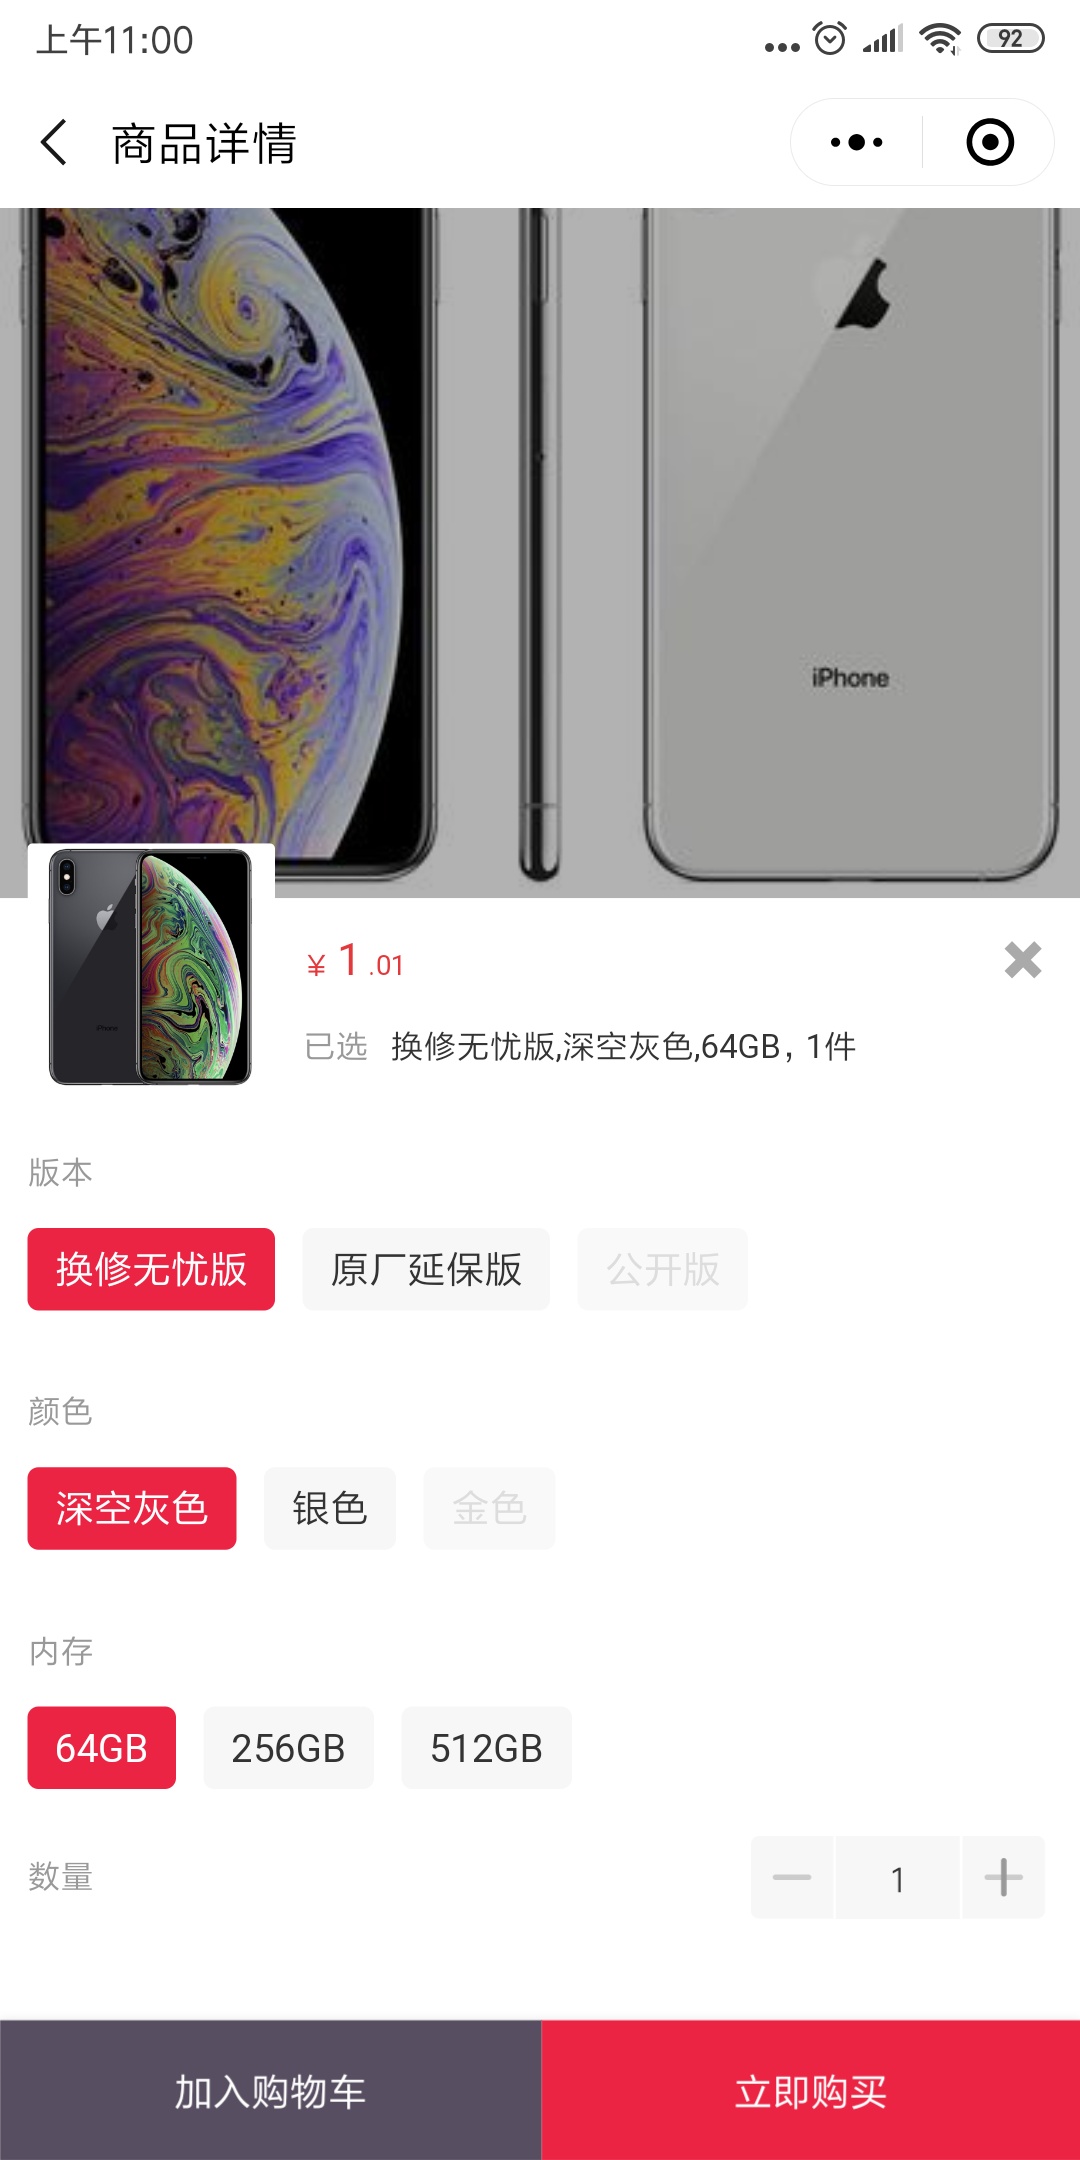 上午11:00
92
商品详情
iPhone
¥ 1.01
已选 换修无忧版,深空灰色,64GB，1件
版本
换修无忧版 原厂延保版 公开版
颜色
深空灰色 银色 金色
内存
64GB 256GB 512GB
数量 1
加入购物车 立即购买